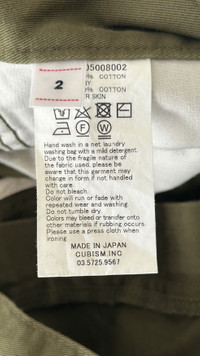 2
05008002
% COTTON
% COTTON
R SKIN
F
W
Hand wash in a net laundry
washing bag with a mild detergent.
Due to the fragile nature of
the fabric used, please be
aware that this garment may
change in form if not handled
with care.
Do not bleach.
Color will run or fade with
repeated wear and washing.
Do not tumble dry.
Colors may bleed or transfer onto
other materials if rubbing occurs.
Please use a press cloth when
ironing.
MADE IN JAPAN
CUBISM.INC
03.5725.9567